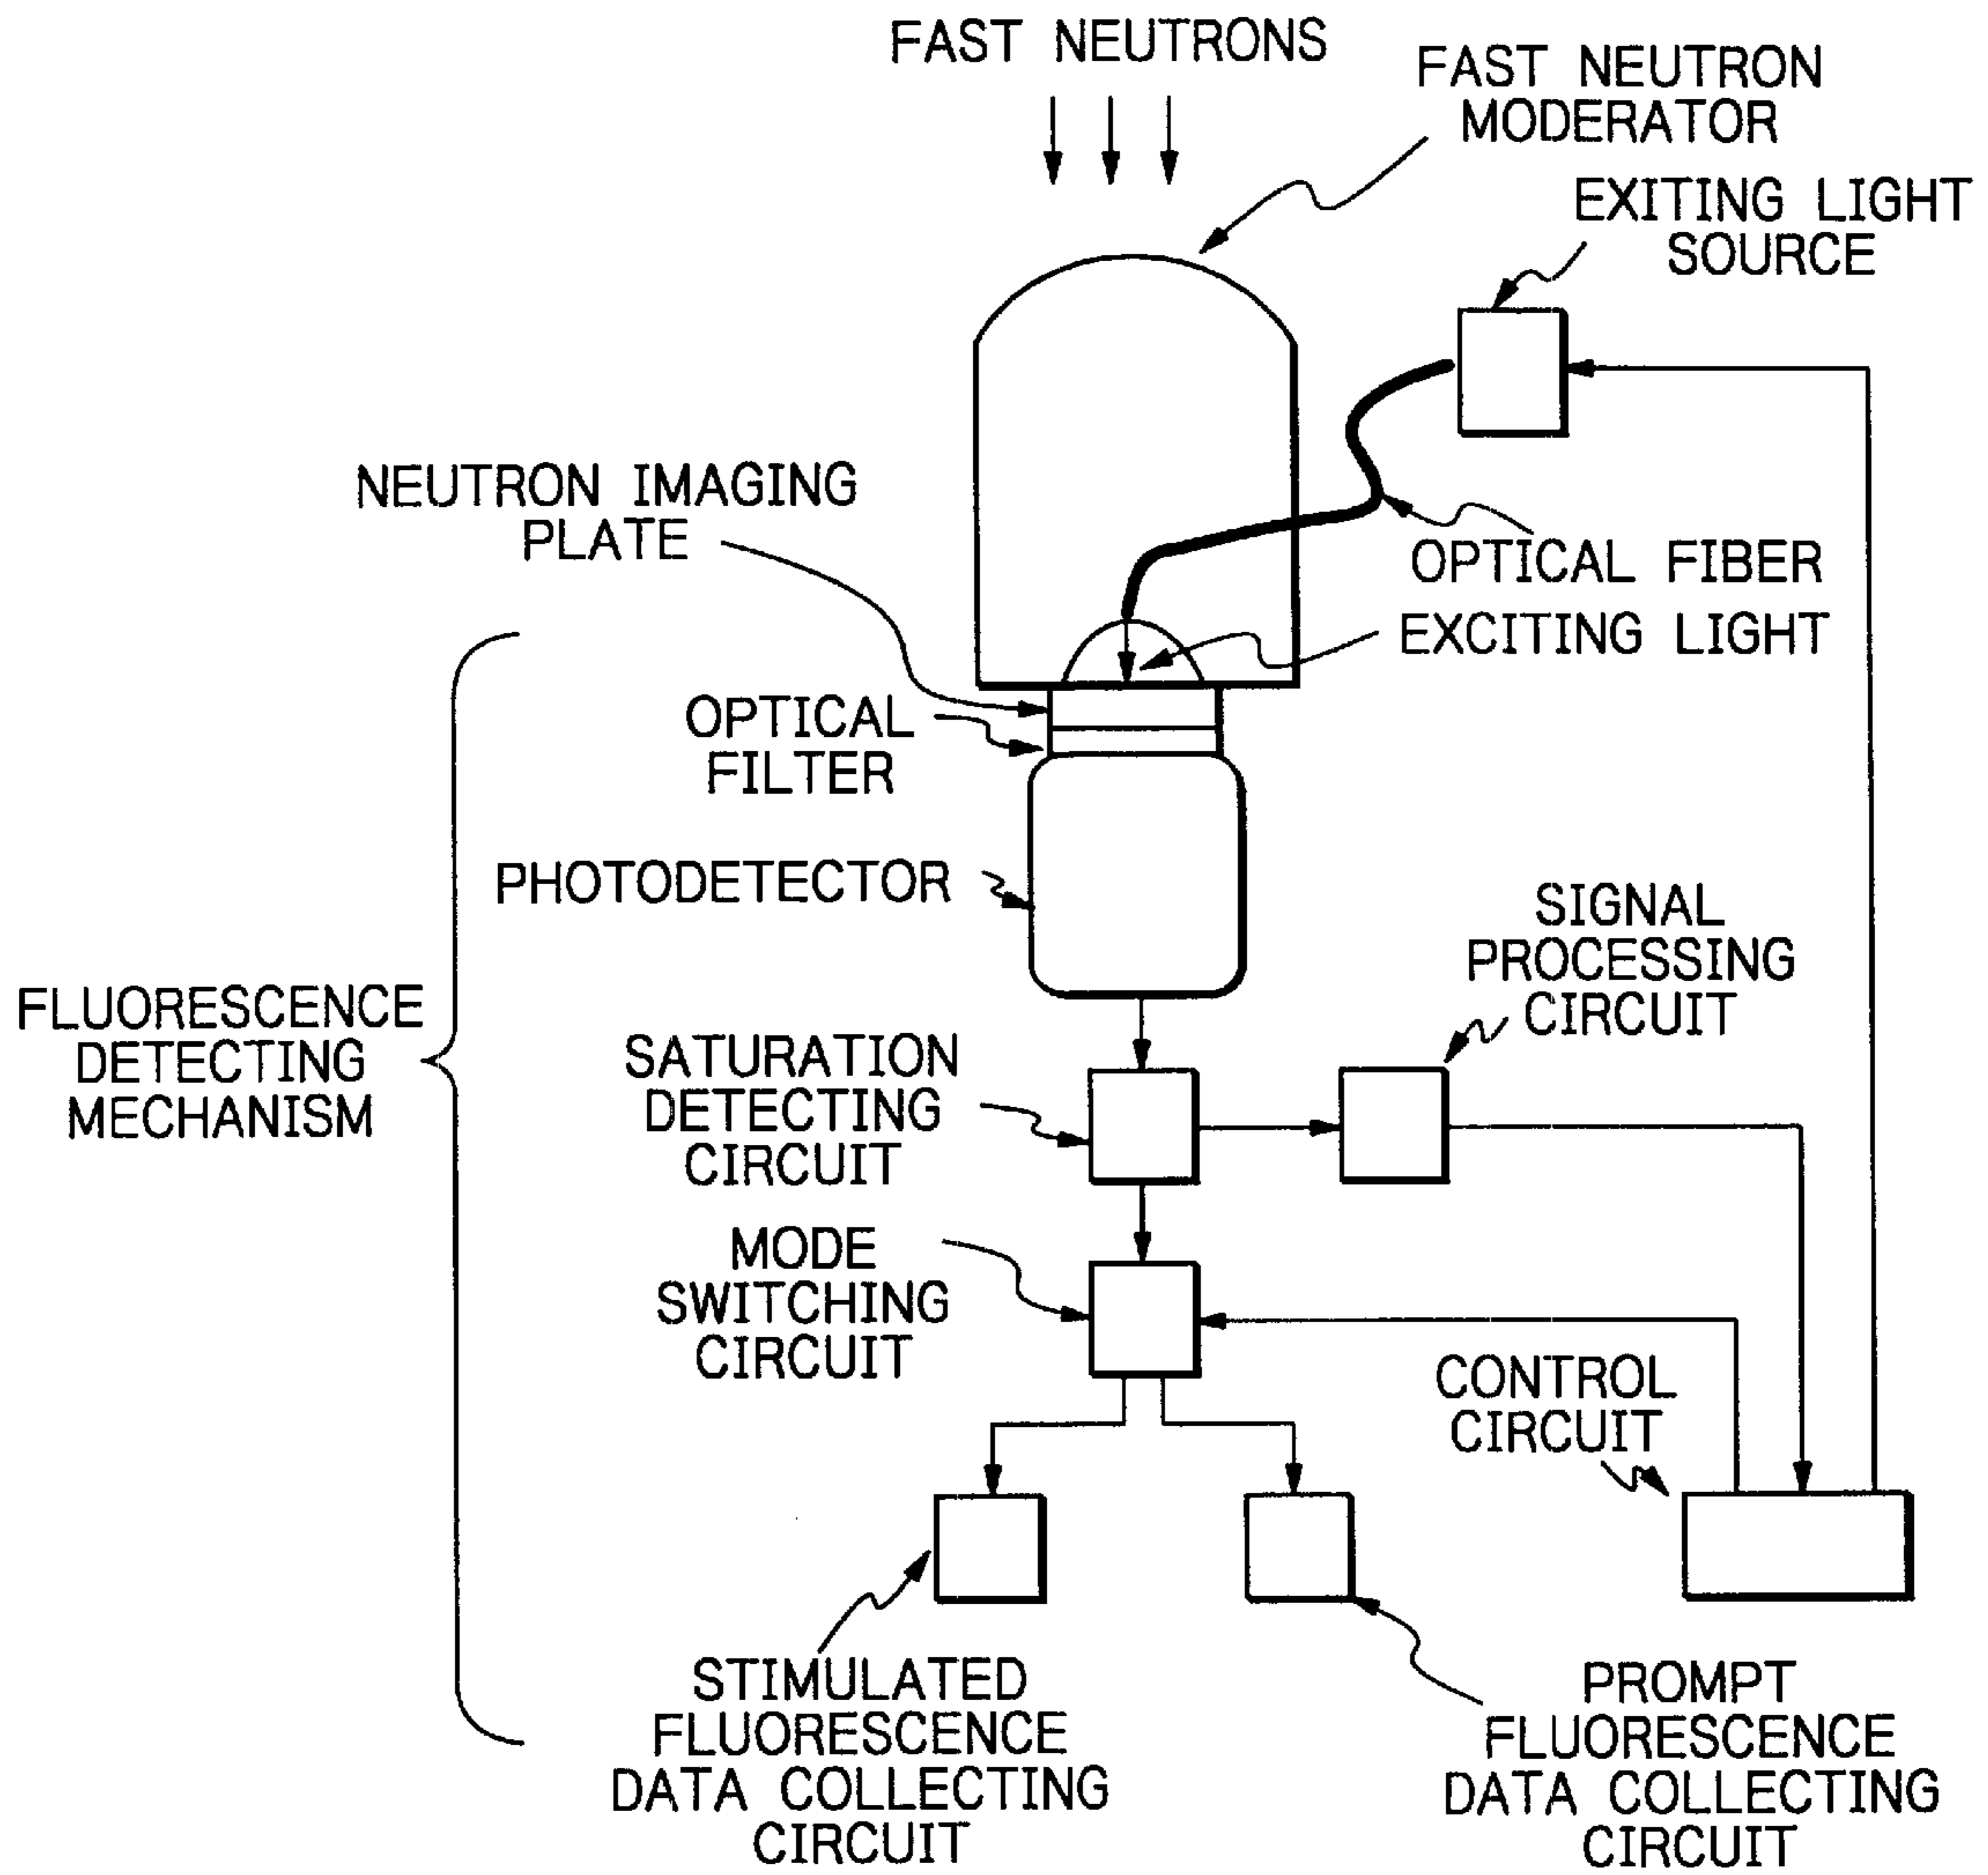 FAST NEUTRONS
FAST NEUTRON
MODERATOR
EXITING LIGHT
SOURCE
NEUTRON IMAGING
PLATE
OPTICAL FIBER
EXCITING LIGHT
OPTICAL
FILTER
PHOTODETECTOR
SIGNAL
PROCESSING
CIRCUIT
FLUORESCENCE
DETECTING
MECHANISM
SATURATION
DETECTING
CIRCUIT
MODE
SWITCHING
CIRCUIT
CONTROL
CIRCUIT
STIMULATED
FLUORESCENCE
DATA COLLECTING
CIRCUIT
PROMPT
FLUORESCENCE
DATA COLLECTING
CIRCUIT